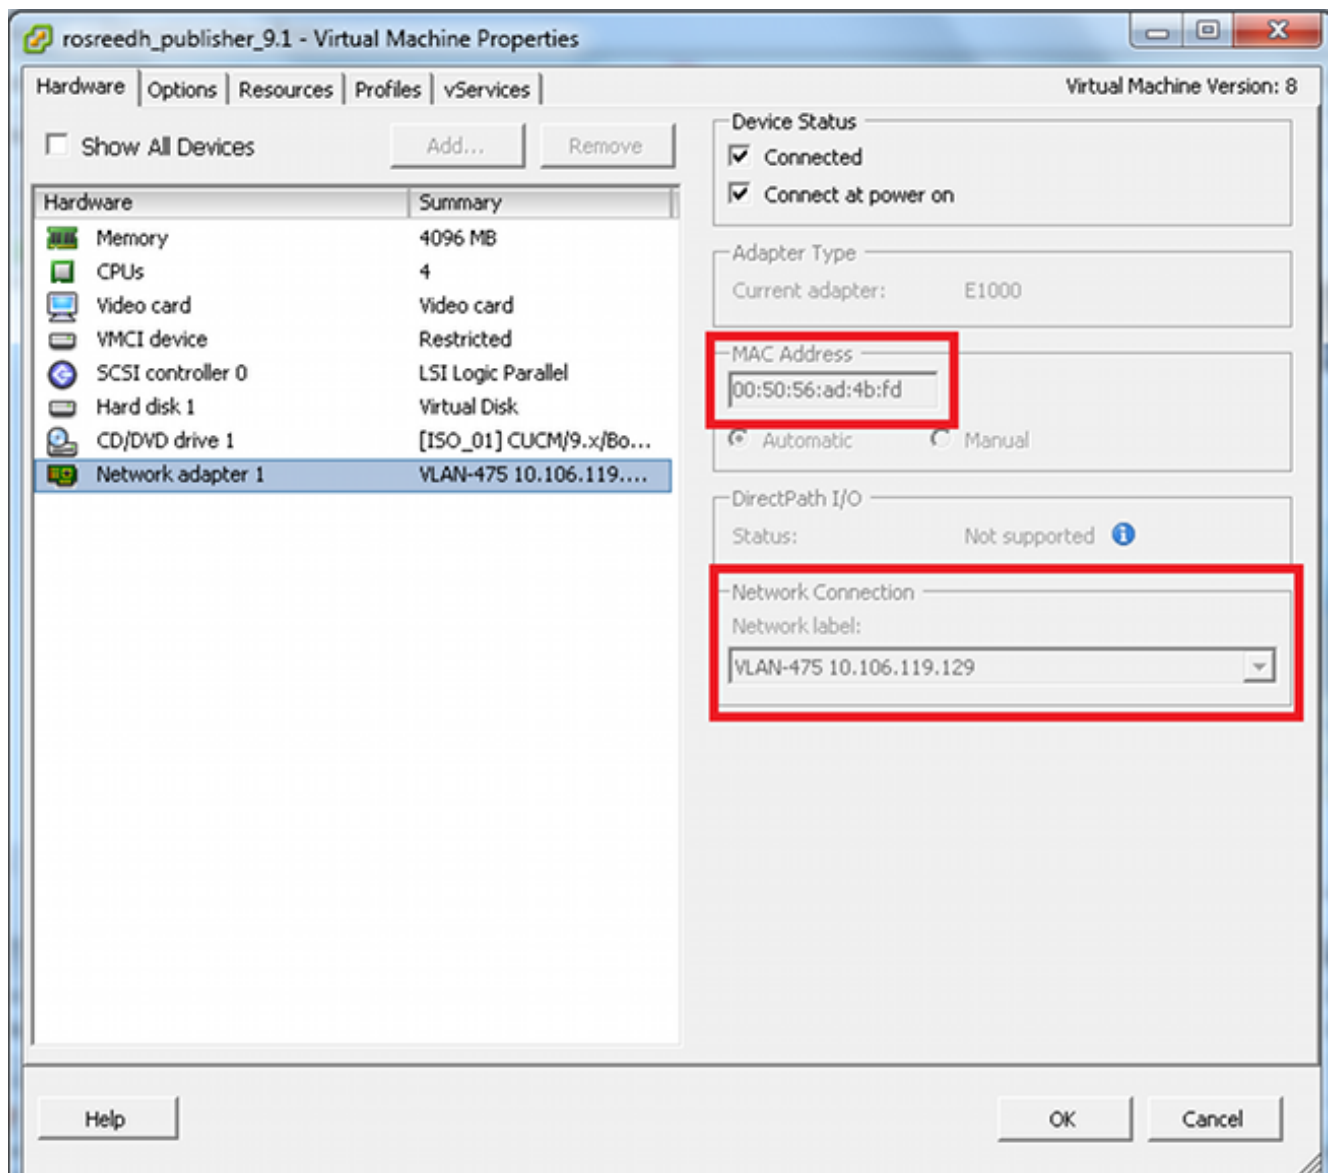 rosreedh_publisher_9.1 - Virtual Machine Properties
Hardware Options Resources Profiles vServices
Virtual Machine Version: 8
Show All Devices
Add...
Remove
Hardware Summary
Memory 4096 MB
CPUs 4
Video card Video card
VMCI device Restricted
SCSI controller 0 LSI Logic Parallel
Hard disk 1 Virtual Disk
CD/DVD drive 1 [ISO_01] CUCM/9.x/Bo...
Network adapter 1 VLAN-475 10.106.119....
Device Status
Connected
Connect at power on
Adapter Type
Current adapter: E1000
MAC Address
00:50:56:ad:4b:fd
Automatic Manual
DirectPath I/O
Status: Not supported
Network Connection
Network label:
VLAN-475 10.106.119.129
Help
OK
Cancel